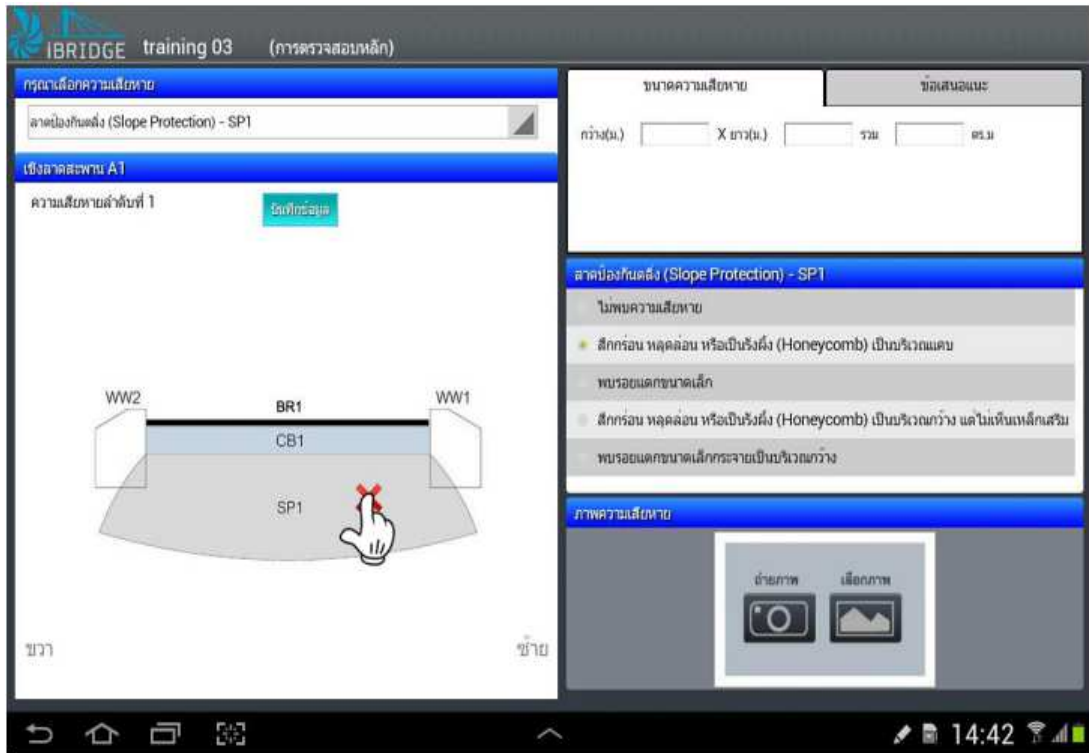 iBRIDGE training 03 (การตรวจสอบหลัก)
กรุณาเลือกความเสียหาย
ลาดป้องกันตลิ่ง (Slope Protection) - SP1
เชิงลาดสะพาน A1
ความเสียหายลำดับที่ 1
บันทึกข้อมูล
WW2
BR1
WW1
CB1
SP1
ขวา
ซ้าย
ขนาดความเสียหาย
ข้อเสนอแนะ
กว้าง(ม.) X ยาว(ม.) รวม ตร.ม
ลาดป้องกันตลิ่ง (Slope Protection) - SP1
ไม่พบความเสียหาย
สึกกร่อน หลุดล่อน หรือเป็นรังผึ้ง (Honeycomb) เป็นบริเวณแคบ
พบรอยแตกขนาดเล็ก
สึกกร่อน หลุดล่อน หรือเป็นรังผึ้ง (Honeycomb) เป็นบริเวณกว้าง แต่ไม่เห็นเหล็กเสริม
พบรอยแตกขนาดเล็กกระจายเป็นบริเวณกว้าง
ภาพความเสียหาย
ถ่ายภาพ
เลือกภาพ
14:42